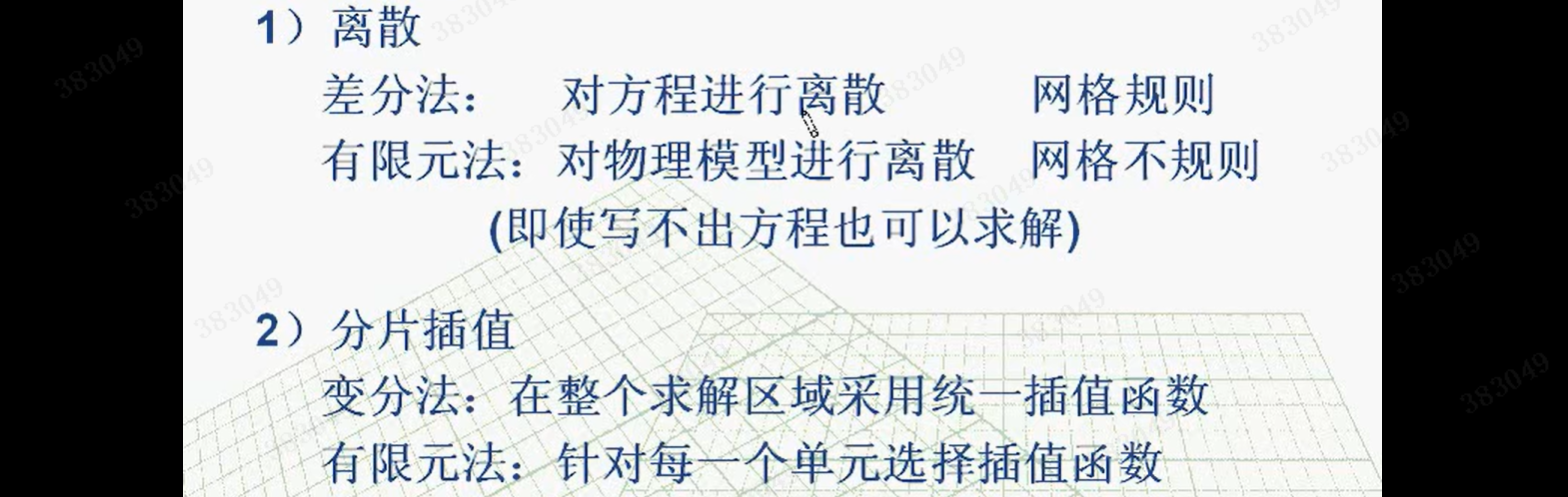 1）离散
差分法： 对方程进行离散 网格规则
有限元法：对物理模型进行离散 网格不规则
(即使写不出方程也可以求解)
2）分片插值
变分法：在整个求解区域采用统一插值函数
有限元法：针对每一个单元选择插值函数
383049
383049
383049
383049
383049
383049
383049
383049
383049
383049
383049
383049
383049